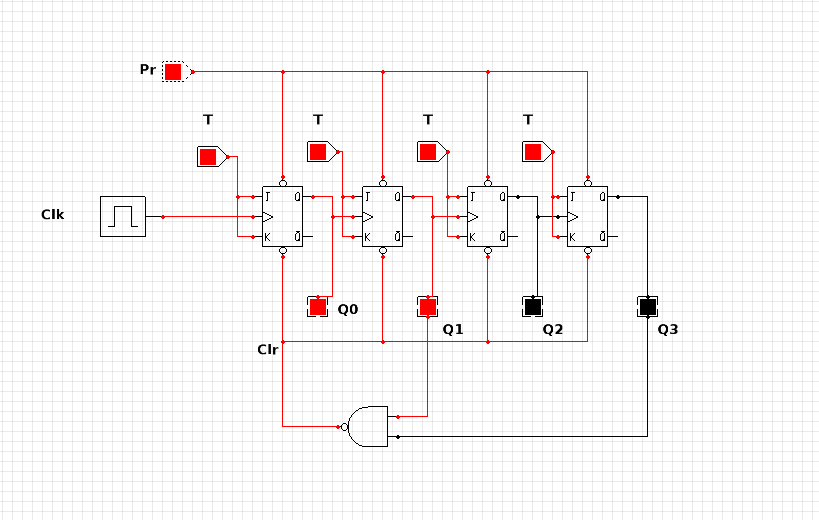 Pr
T T T T
J Q J Q J Q J Q
Clk
K Q̄ K Q̄ K Q̄ K Q̄
Q0
Q1 Q2 Q3
Clr